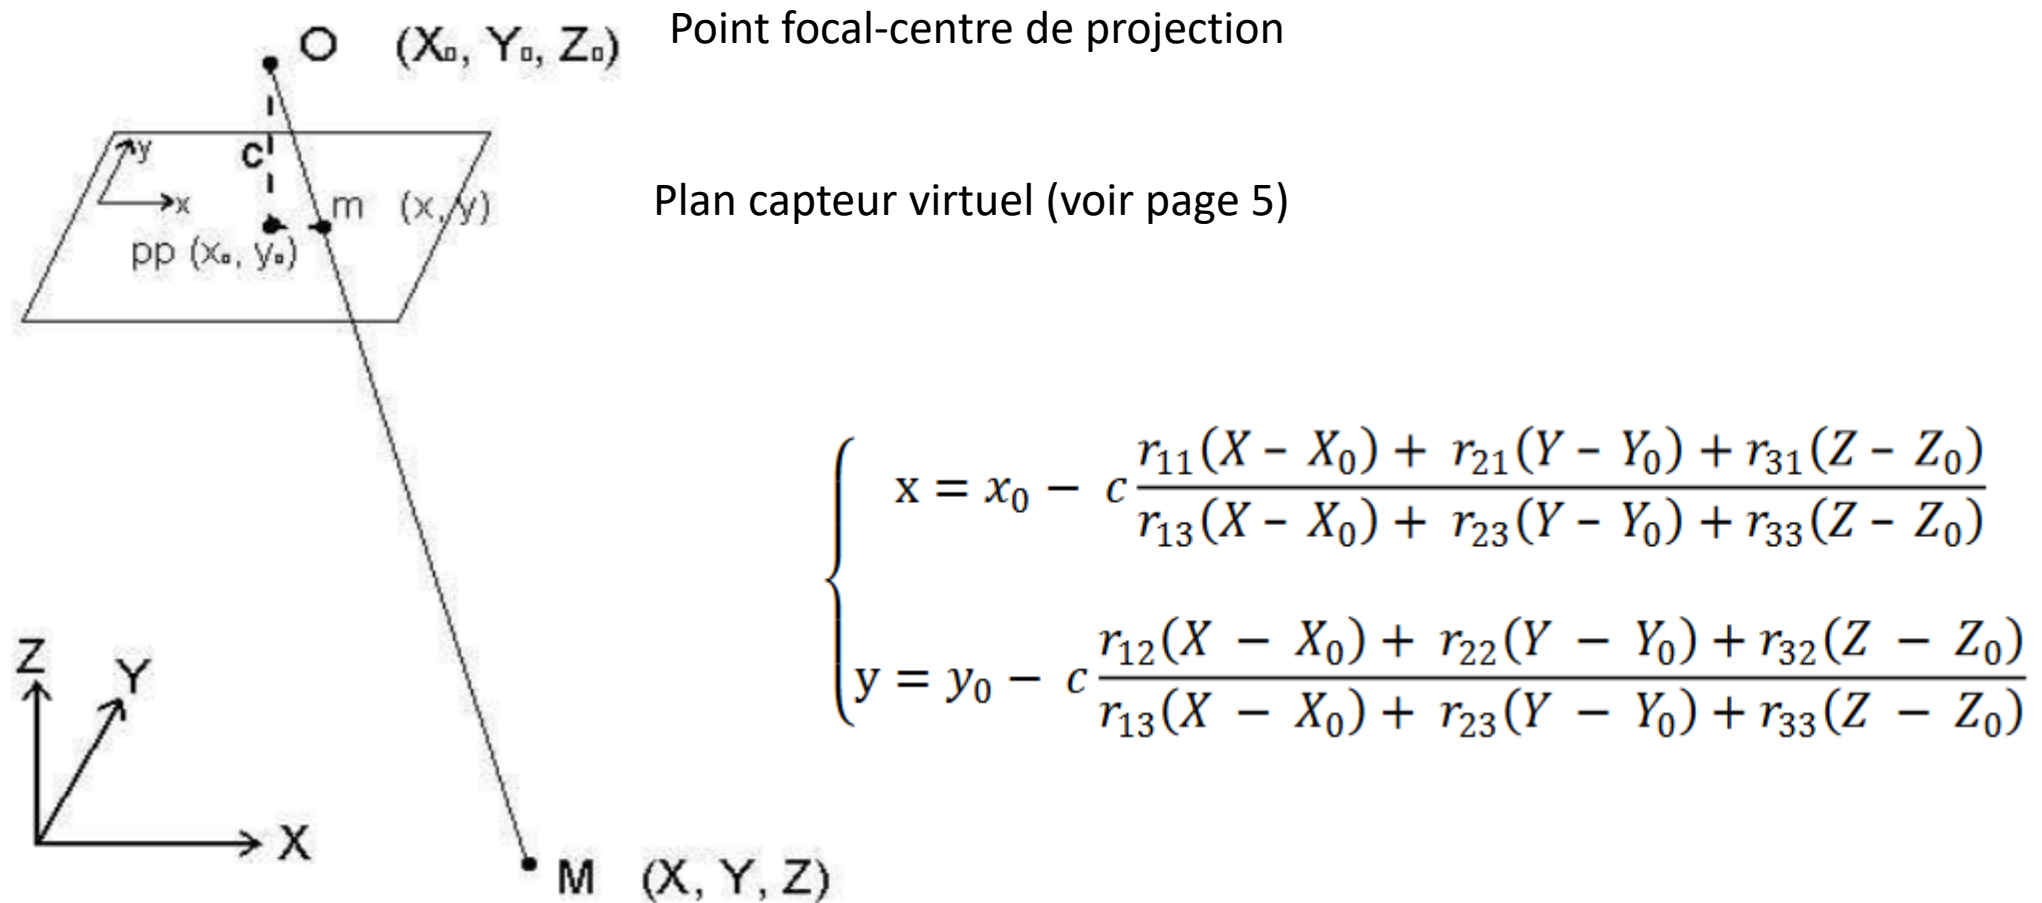 O (X₀, Y₀, Z₀) Point focal-centre de projection
y
c
x
m (x, y) Plan capteur virtuel (voir page 5)
pp (x₀, y₀)
x = x₀ − c (r₁₁(X − X₀) + r₂₁(Y − Y₀) + r₃₁(Z − Z₀)) / (r₁₃(X − X₀) + r₂₃(Y − Y₀) + r₃₃(Z − Z₀))
y = y₀ − c (r₁₂(X − X₀) + r₂₂(Y − Y₀) + r₃₂(Z − Z₀)) / (r₁₃(X − X₀) + r₂₃(Y − Y₀) + r₃₃(Z − Z₀))
Z
Y
X
M (X, Y, Z)